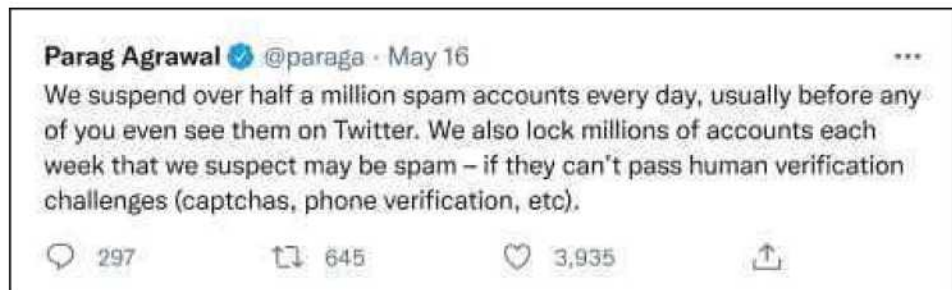 Parag Agrawal @paraga · May 16 ...
We suspend over half a million spam accounts every day, usually before any
of you even see them on Twitter. We also lock millions of accounts each
week that we suspect may be spam – if they can't pass human verification
challenges (captchas, phone verification, etc).
297 645 3,935